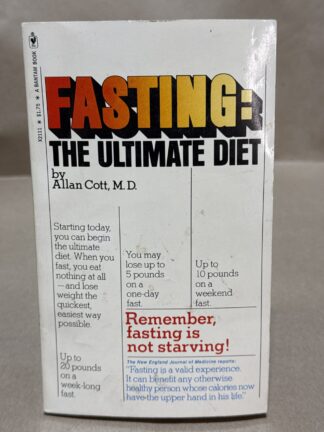 A BANTAM BOOK ★ $1.75 ★ X2111
FASTING:
THE ULTIMATE DIET
by
Allan Cott, M.D.
Starting today,
you can begin
the ultimate
diet. When you
fast, you eat
nothing at all
—and lose
weight the
quickest,
easiest way
possible.
You may
lose up to
5 pounds
on a
one-day
fast.
Up to
10 pounds
on a
weekend
fast.
Up to
20 pounds
on a
week-long
fast.
Remember,
fasting is
not starving!
The New England Journal of Medicine reports:
"Fasting is a valid experience.
It can benefit any otherwise
healthy person whose calories now
have the upper hand in his life."